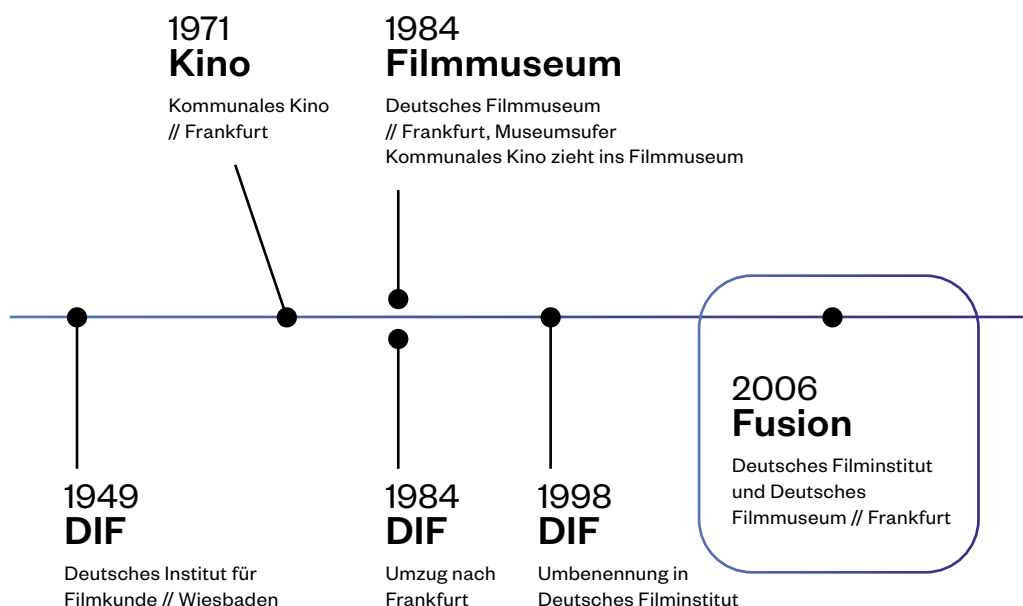 1971
Kino
Kommunales Kino
// Frankfurt
1984
Filmmuseum
Deutsches Filmmuseum
// Frankfurt, Museumsufer
Kommunales Kino zieht ins Filmmuseum
1949
DIF
Deutsches Institut für
Filmkunde // Wiesbaden
1984
DIF
Umzug nach
Frankfurt
1998
DIF
Umbenennung in
Deutsches Filminstitut
2006
Fusion
Deutsches Filminstitut
und Deutsches
Filmmuseum // Frankfurt